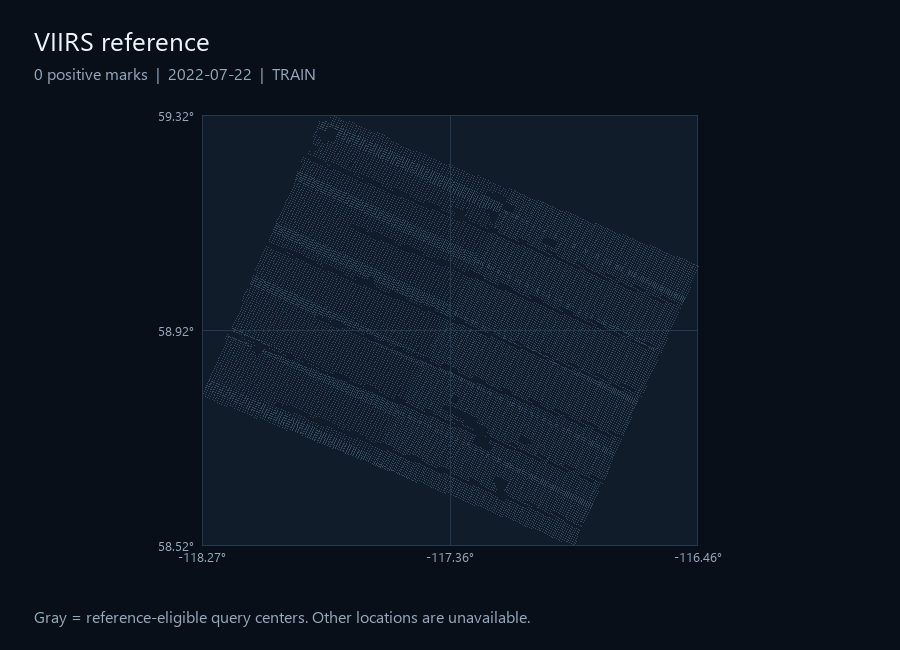 VIIRS reference
0 positive marks | 2022-07-22 | TRAIN
59.32°
58.92°
58.52°
-118.27°
-117.36°
-116.46°
Gray = reference-eligible query centers. Other locations are unavailable.